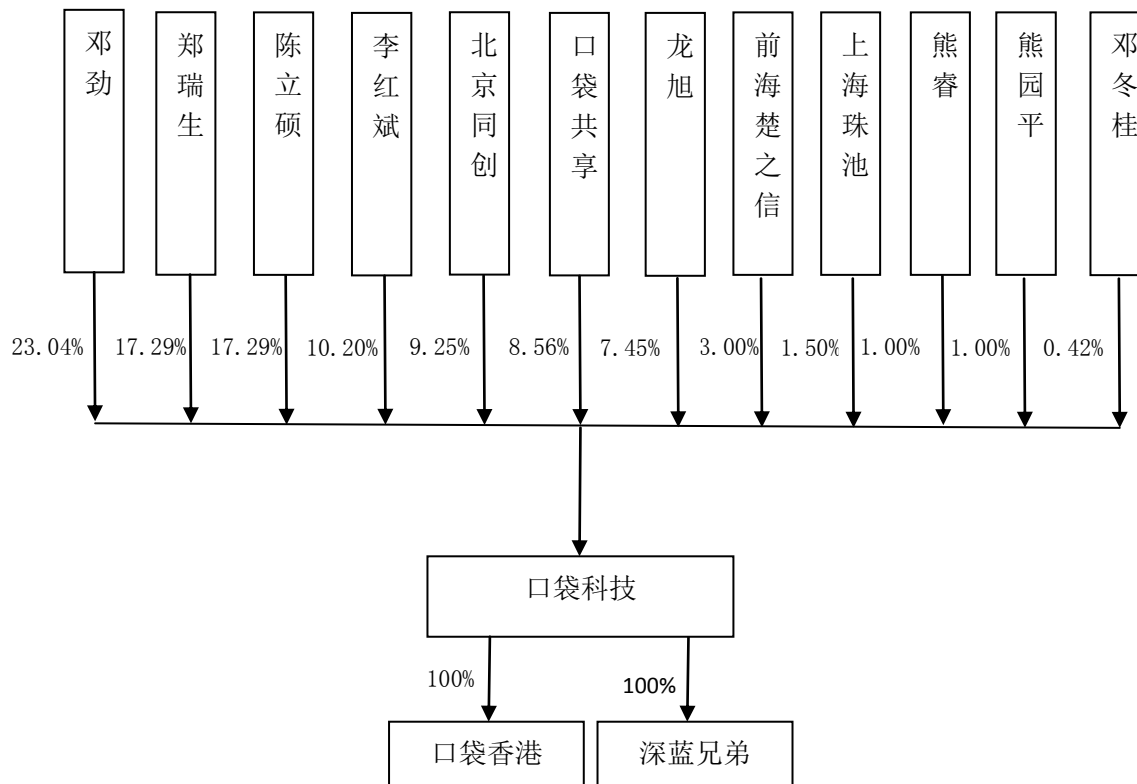 邓劲
郑瑞生
陈立硕
李红斌
北京同创
口袋共享
龙旭
前海楚之信
上海珠池
熊睿
熊园平
邓冬桂
23.04%
17.29%
17.29%
10.20%
9.25%
8.56%
7.45%
3.00%
1.50%
1.00%
1.00%
0.42%
口袋科技
100%
100%
口袋香港
深蓝兄弟